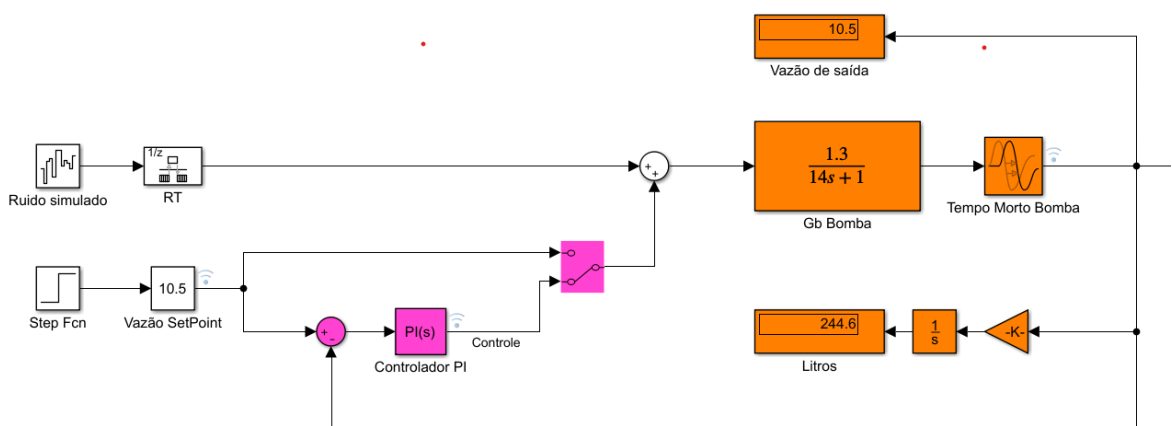 10.5
Vazão de saída
Ruido simulado
1/z
RT
+
+
1.3
14s + 1
Gb Bomba
Tempo Morto Bomba
Step Fcn
10.5
Vazão SetPoint
+
-
PI(s)
Controlador PI
Controle
244.6
Litros
1
s
-K-